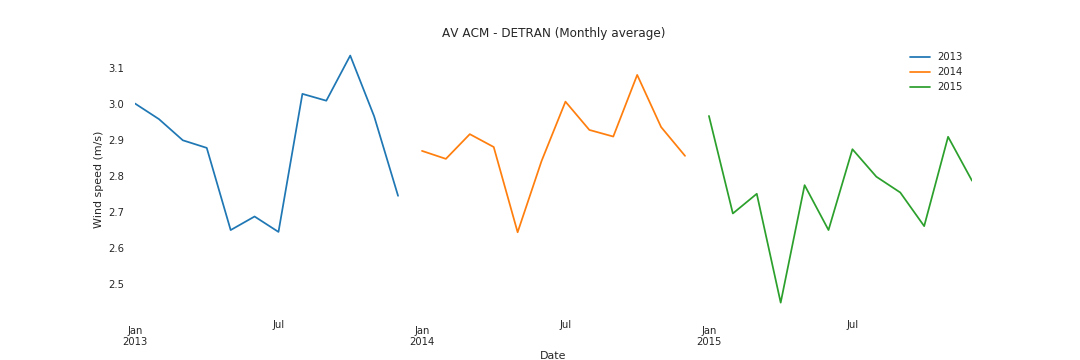 AV ACM - DETRAN (Monthly average)
2013
2014
2015
Wind speed (m/s)
3.1
3.0
2.9
2.8
2.7
2.6
2.5
Jan
2013
Jul
Jan
2014
Jul
Jan
2015
Jul
Date